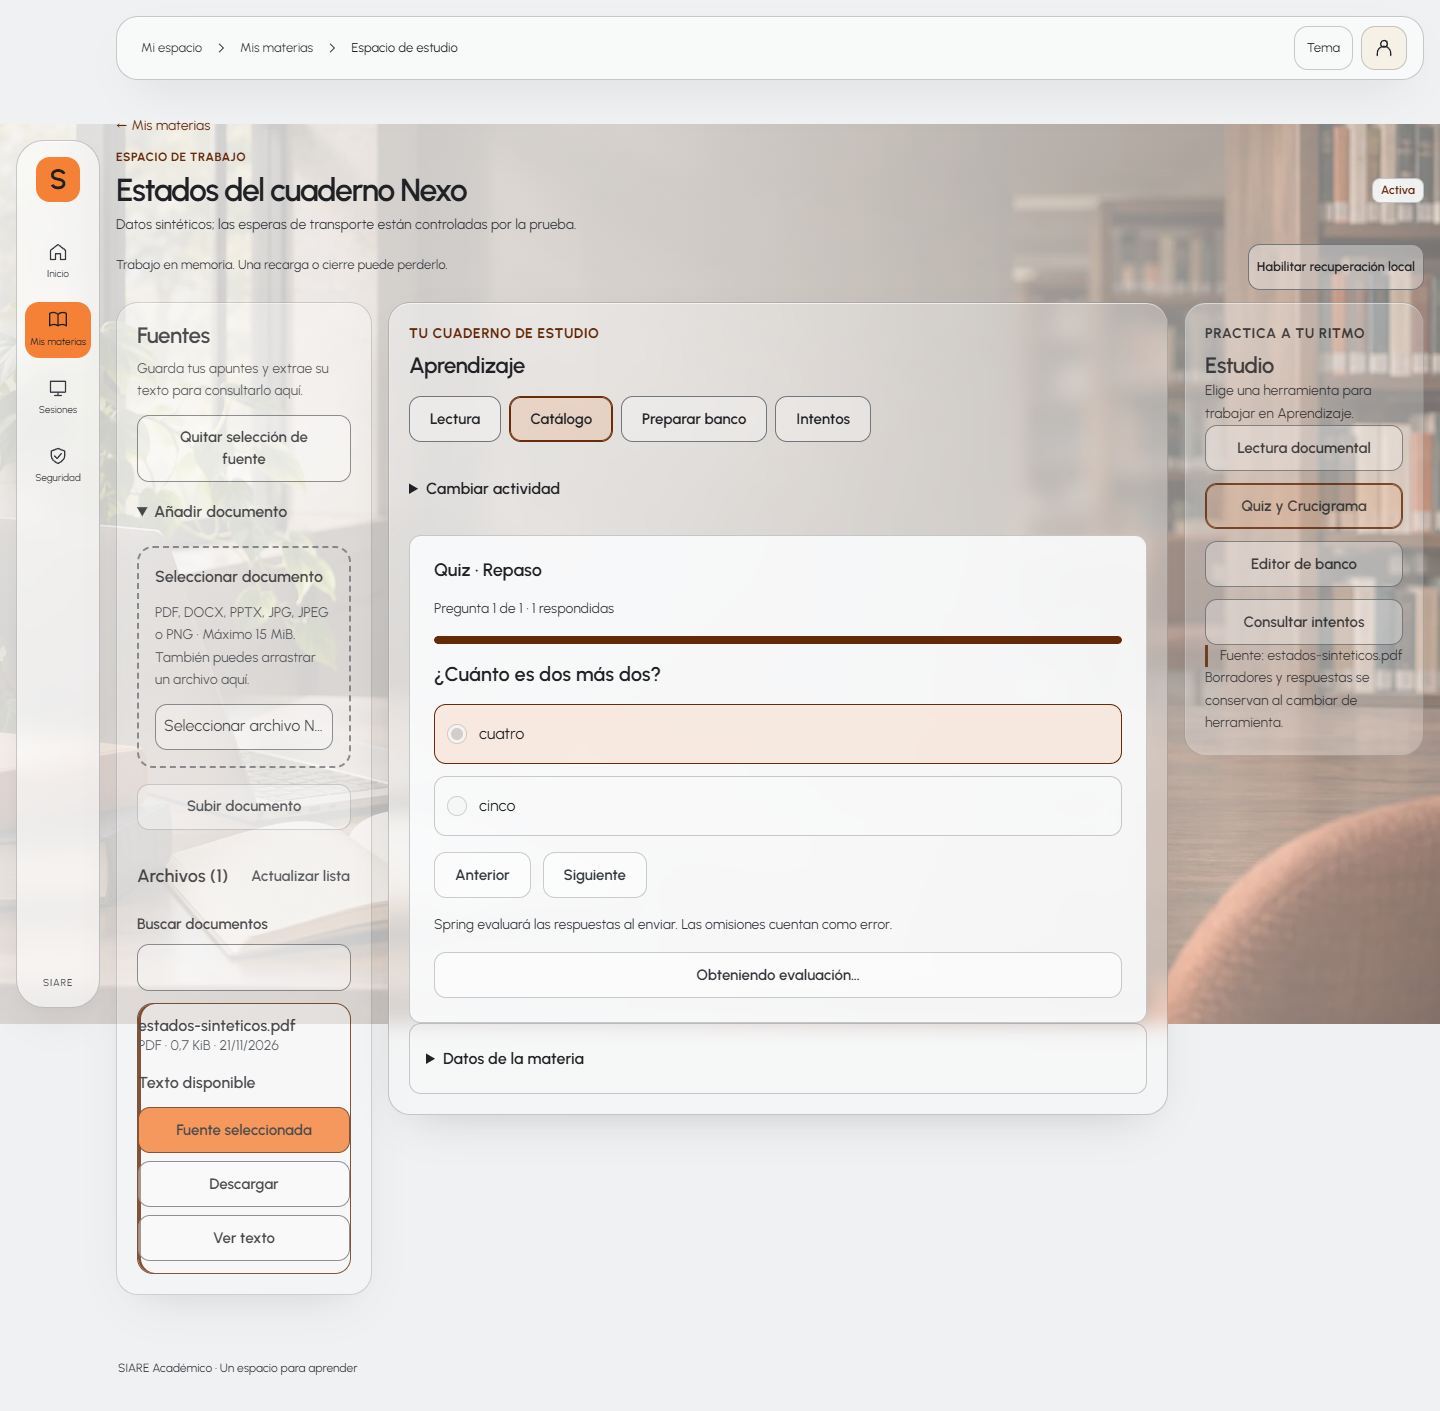 Mi espacio
Mis materias
Espacio de estudio
Tema
← Mis materias
ESPACIO DE TRABAJO
Estados del cuaderno Nexo
Activa
Datos sintéticos; las esperas de transporte están controladas por la prueba.
Trabajo en memoria. Una recarga o cierre puede perderlo.
Habilitar recuperación local
S
Inicio
Mis materias
Sesiones
Seguridad
SIARE
Fuentes
Guarda tus apuntes y extrae su
texto para consultarlo aquí.
Quitar selección de
fuente
Añadir documento
Seleccionar documento
PDF, DOCX, PPTX, JPG, JPEG
o PNG · Máximo 15 MiB.
También puedes arrastrar
un archivo aquí.
Seleccionar archivo N...
Subir documento
Archivos (1)
Actualizar lista
Buscar documentos
estados-sinteticos.pdf
PDF · 0,7 KiB · 21/11/2026
Texto disponible
Fuente seleccionada
Descargar
Ver texto
TU CUADERNO DE ESTUDIO
Aprendizaje
Lectura
Catálogo
Preparar banco
Intentos
Cambiar actividad
Quiz · Repaso
Pregunta 1 de 1 · 1 respondidas
¿Cuánto es dos más dos?
cuatro
cinco
Anterior
Siguiente
Spring evaluará las respuestas al enviar. Las omisiones cuentan como error.
Obteniendo evaluación...
Datos de la materia
PRACTICA A TU RITMO
Estudio
Elige una herramienta para
trabajar en Aprendizaje.
Lectura documental
Quiz y Crucigrama
Editor de banco
Consultar intentos
Fuente: estados-sinteticos.pdf
Borradores y respuestas se
conservan al cambiar de
herramienta.
SIARE Académico · Un espacio para aprender